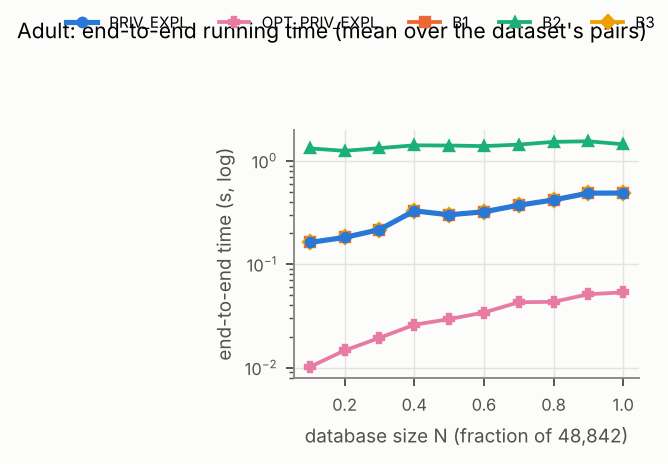 PRIV_EXPL OPT_PRIV_EXPL B1 B2 B3
Adult: end-to-end running time (mean over the dataset's pairs)
end-to-end time (s, log)
10⁰
10⁻¹
10⁻²
0.2 0.4 0.6 0.8 1.0
database size N (fraction of 48,842)